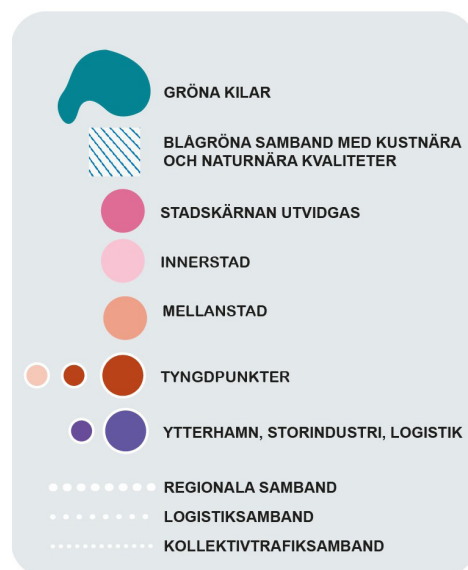 GRÖNA KILAR
BLÅGRÖNA SAMBAND MED KUSTNÄRA
OCH NATURNÄRA KVALITETER
STADSKÄRNAN UTVIDGAS
INNERSTAD
MELLANSTAD
TYNGDPUNKTER
YTTERHAMN, STORINDUSTRI, LOGISTIK
REGIONALA SAMBAND
LOGISTIKSAMBAND
KOLLEKTIVTRAFIKSAMBAND